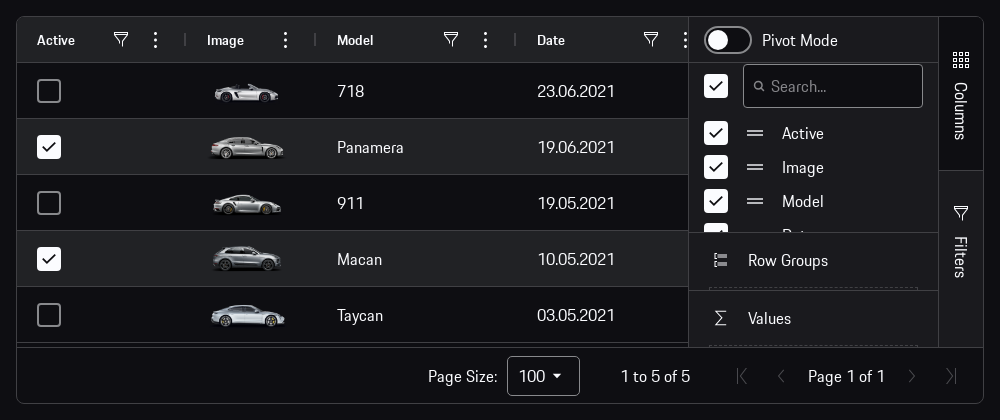 Active Image Model Date Pivot Mode
Search...
718 23.06.2021
Active
Panamera 19.06.2021
Image
911 19.05.2021
Model
Macan 10.05.2021
Row Groups
Taycan 03.05.2021
Values
Columns
Filters
Page Size: 100 1 to 5 of 5 Page 1 of 1